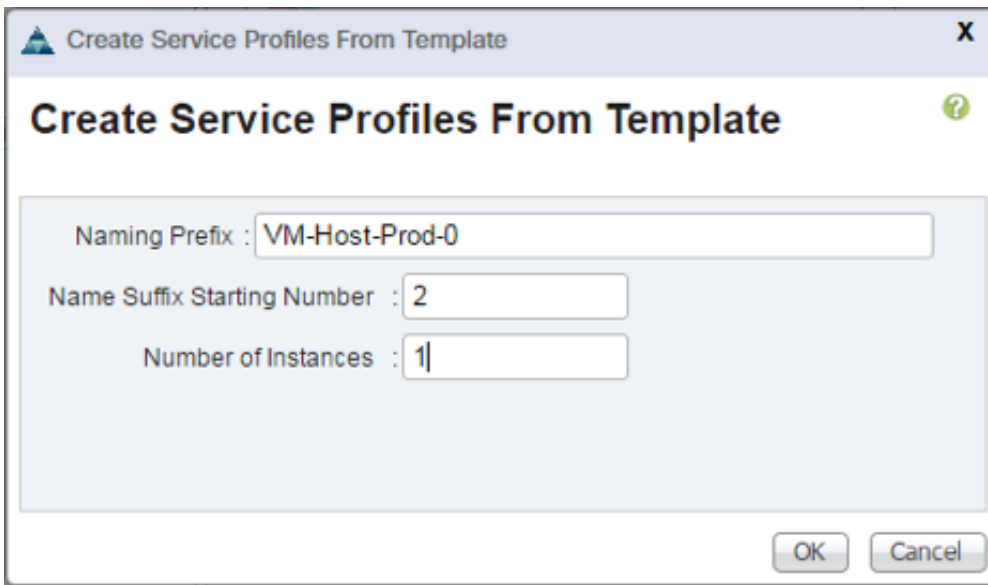 Create Service Profiles From Template X
Create Service Profiles From Template ?
Naming Prefix : VM-Host-Prod-0
Name Suffix Starting Number : 2
Number of Instances : 1
OK Cancel